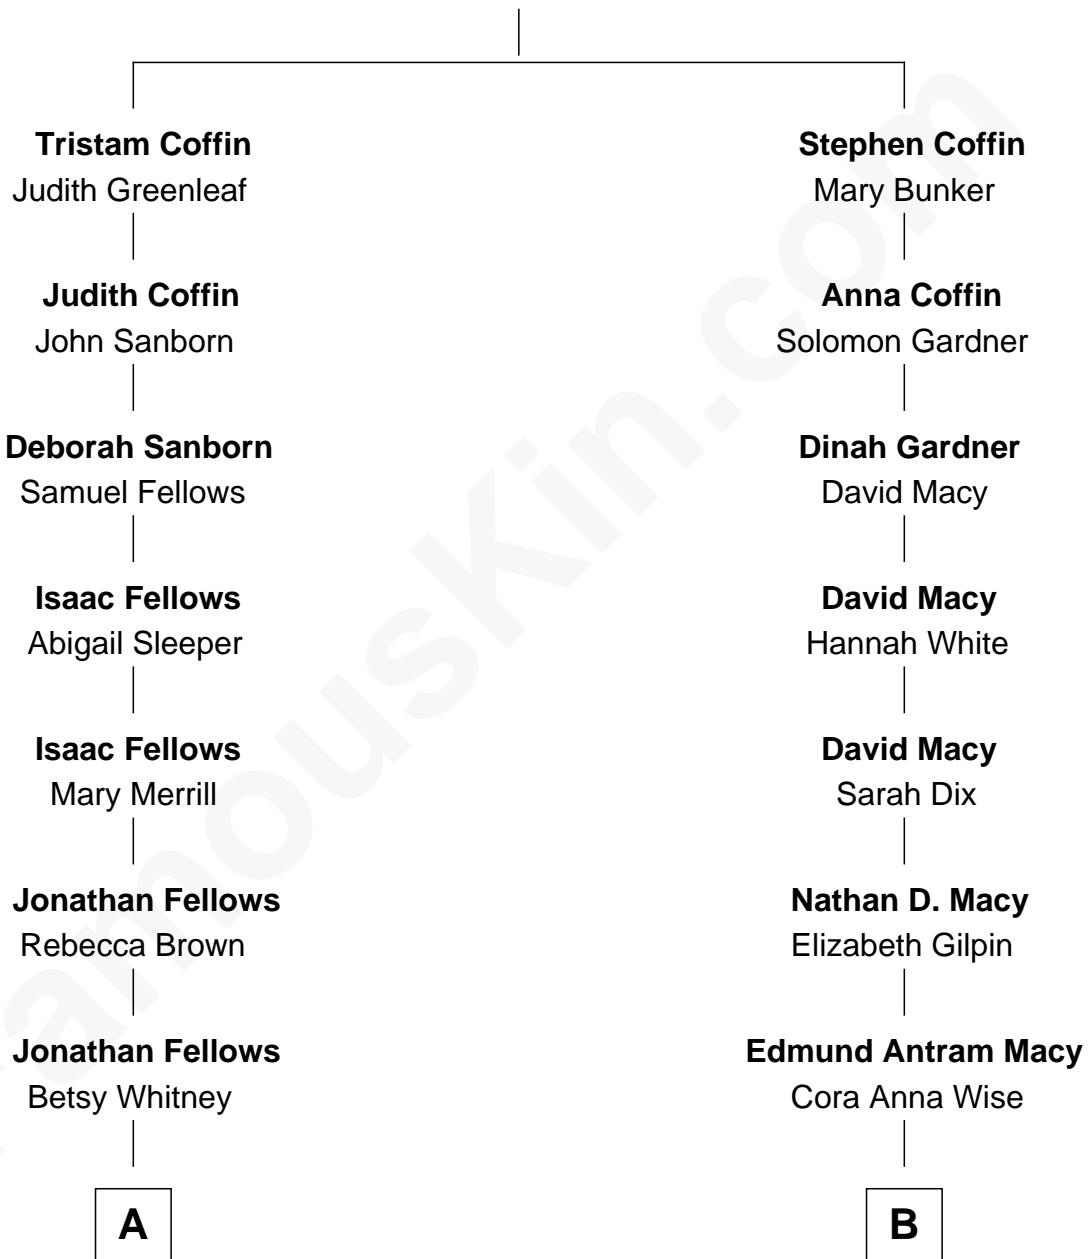 Tristam Coffin
Judith Greenleaf
Judith Coffin
John Sanborn
Deborah Sanborn
Samuel Fellows
Isaac Fellows
Abigail Sleeper
Isaac Fellows
Mary Merrill
Jonathan Fellows
Rebecca Brown
Jonathan Fellows
Betsy Whitney
A
Stephen Coffin
Mary Bunker
Anna Coffin
Solomon Gardner
Dinah Gardner
David Macy
David Macy
Hannah White
David Macy
Sarah Dix
Nathan D. Macy
Elizabeth Gilpin
Edmund Antram Macy
Cora Anna Wise
B
FamousKin.com